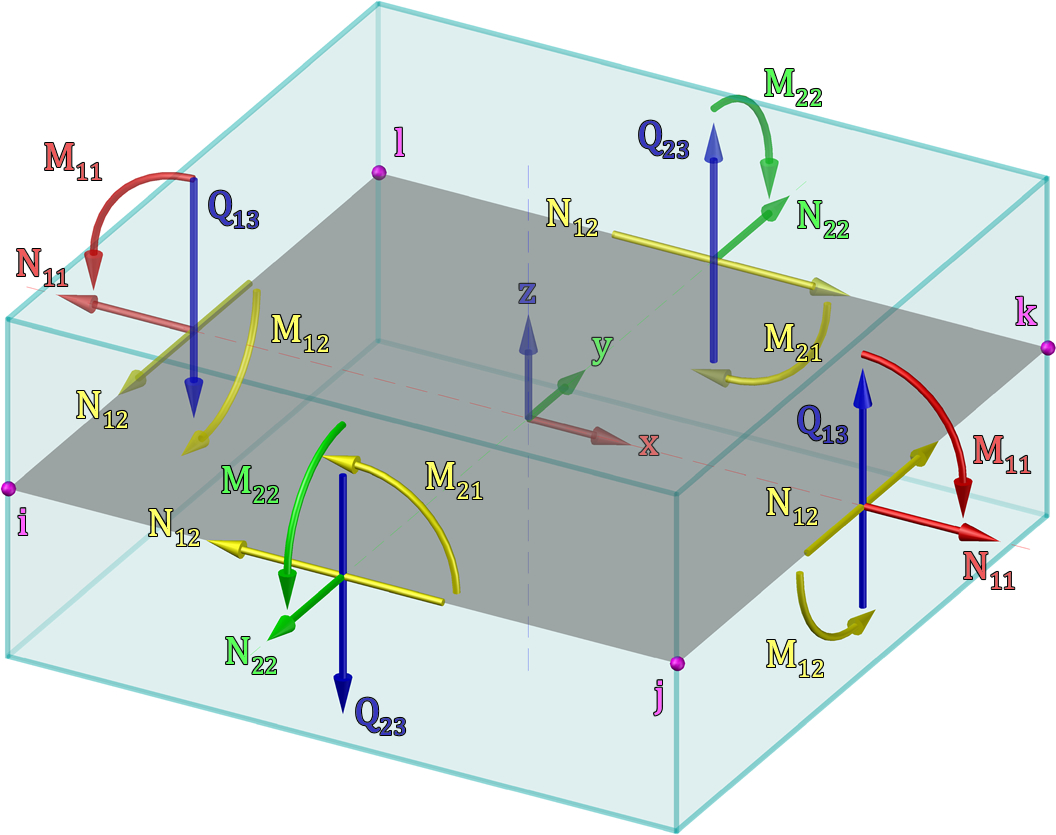 M₂₂
Q₂₃
l
M₁₁
Q₁₃
N₁₂
N₂₂
N₁₁
z
k
M₁₂
M₂₁
y
N₁₂
Q₁₃
x
M₁₁
M₂₂
M₂₁
N₁₂
i
N₁₂
N₁₁
N₂₂
M₁₂
j
Q₂₃